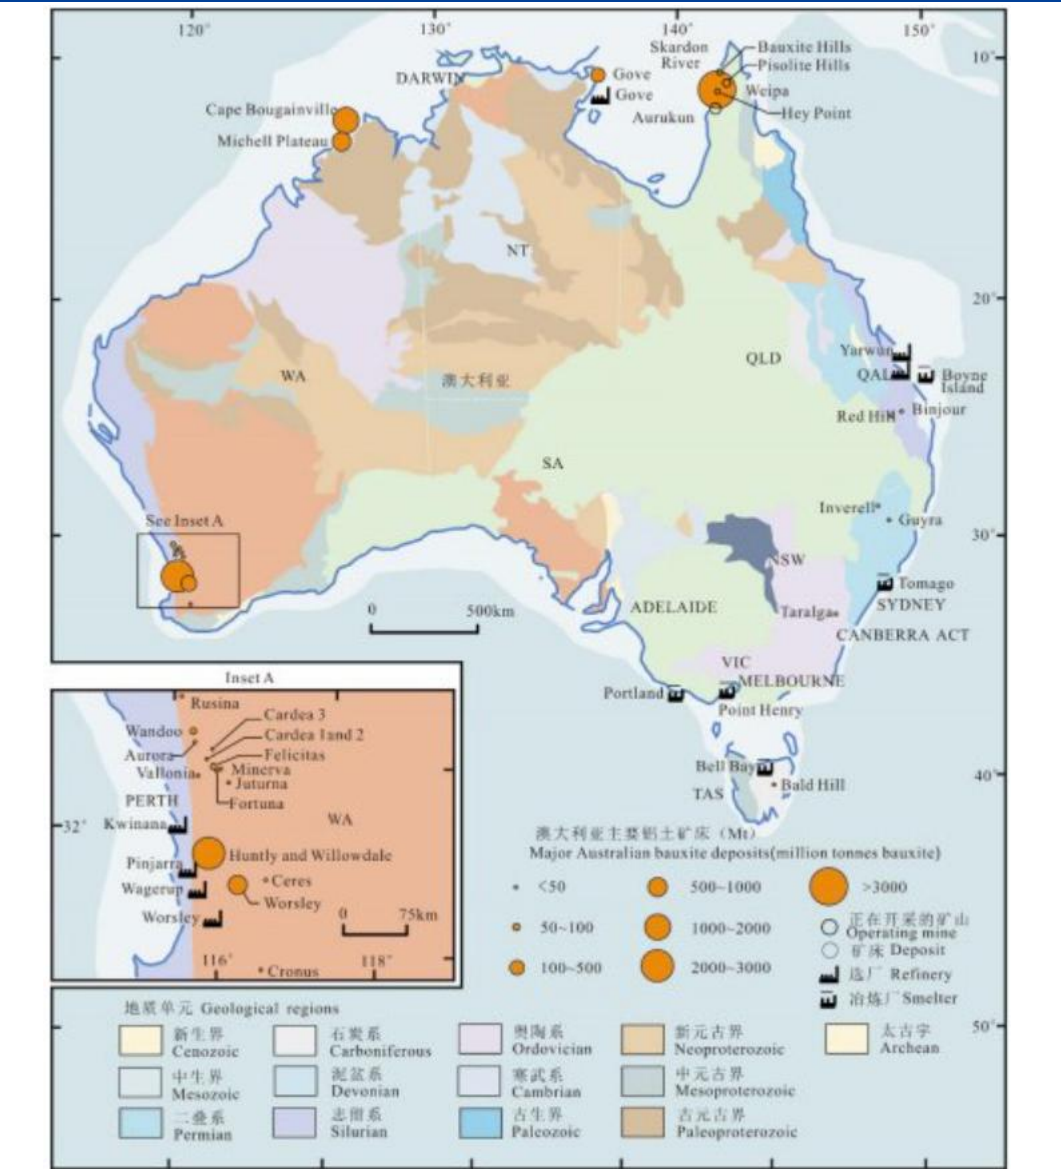 120°
130°
140°
150°
10°
Skardon
River
Bauxite Hills
Pisolite Hills
DARWIN
Gove
Gove
Weipa
Hey Point
Aurukun
Cape Bougainville
Michell Plateau
NT
20°
Yarwun
QLD
QAL
Boyne
Island
WA
澳大利亚
Red Hill
Binjour
SA
Inverell
Guyra
See Inset A
30°
NSW
Tomago
SYDNEY
0
500km
ADELAIDE
Taralga
CANBERRA ACT
VIC
MELBOURNE
Portland
Point Henry
Bell Bay
40°
Bald Hill
TAS
Inset A
Rusina
Cardea 3
Wandoo
Cardea 1and 2
Aurora
Felicitas
Vallonia
Minerva
Juturna
Fortuna
PERTH
Kwinana
32°
WA
Pinjarra
Huntly and Willowdale
Wagerup
Ceres
Worsley
Worsley
0
75km
116°
118°
Cronus
澳大利亚主要铝土矿床（Mt）
Major Australian bauxite deposits(million tonnes bauxite)
<50
500~1000
>3000
50~100
1000~2000
正在开采的矿山
Operating mine
矿床 Deposit
100~500
2000~3000
选厂 Refinery
冶炼厂 Smelter
50°
地质单元 Geological regions
新生界
Cenozoic
石炭系
Carboniferous
奥陶系
Ordovician
新元古界
Neoproterozoic
太古宇
Archean
中生界
Mesozoic
泥盆系
Devonian
寒武系
Cambrian
中元古界
Mesoproterozoic
二叠系
Permian
志留系
Silurian
古生界
Paleozoic
古元古界
Paleoproterozoic